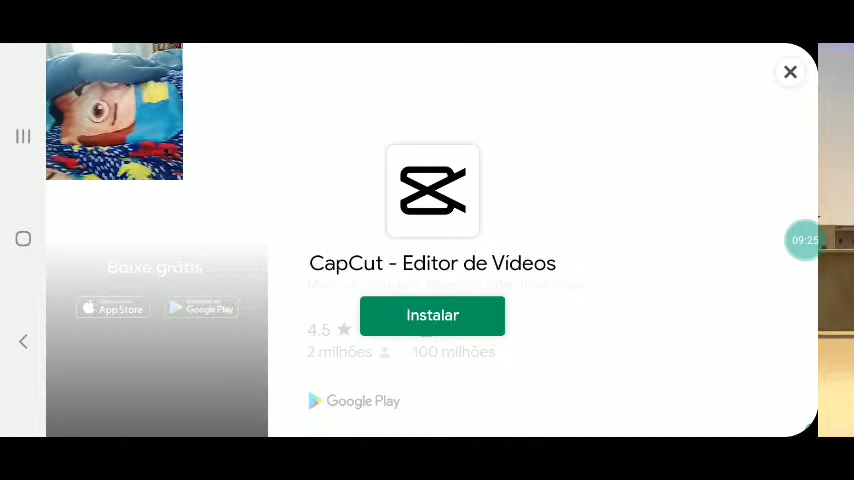 09:25
CapCut - Editor de Vídeos
Baixe grátis
App Store
Google Play
Instalar
4.5
2 milhões
100 milhões
Google Play